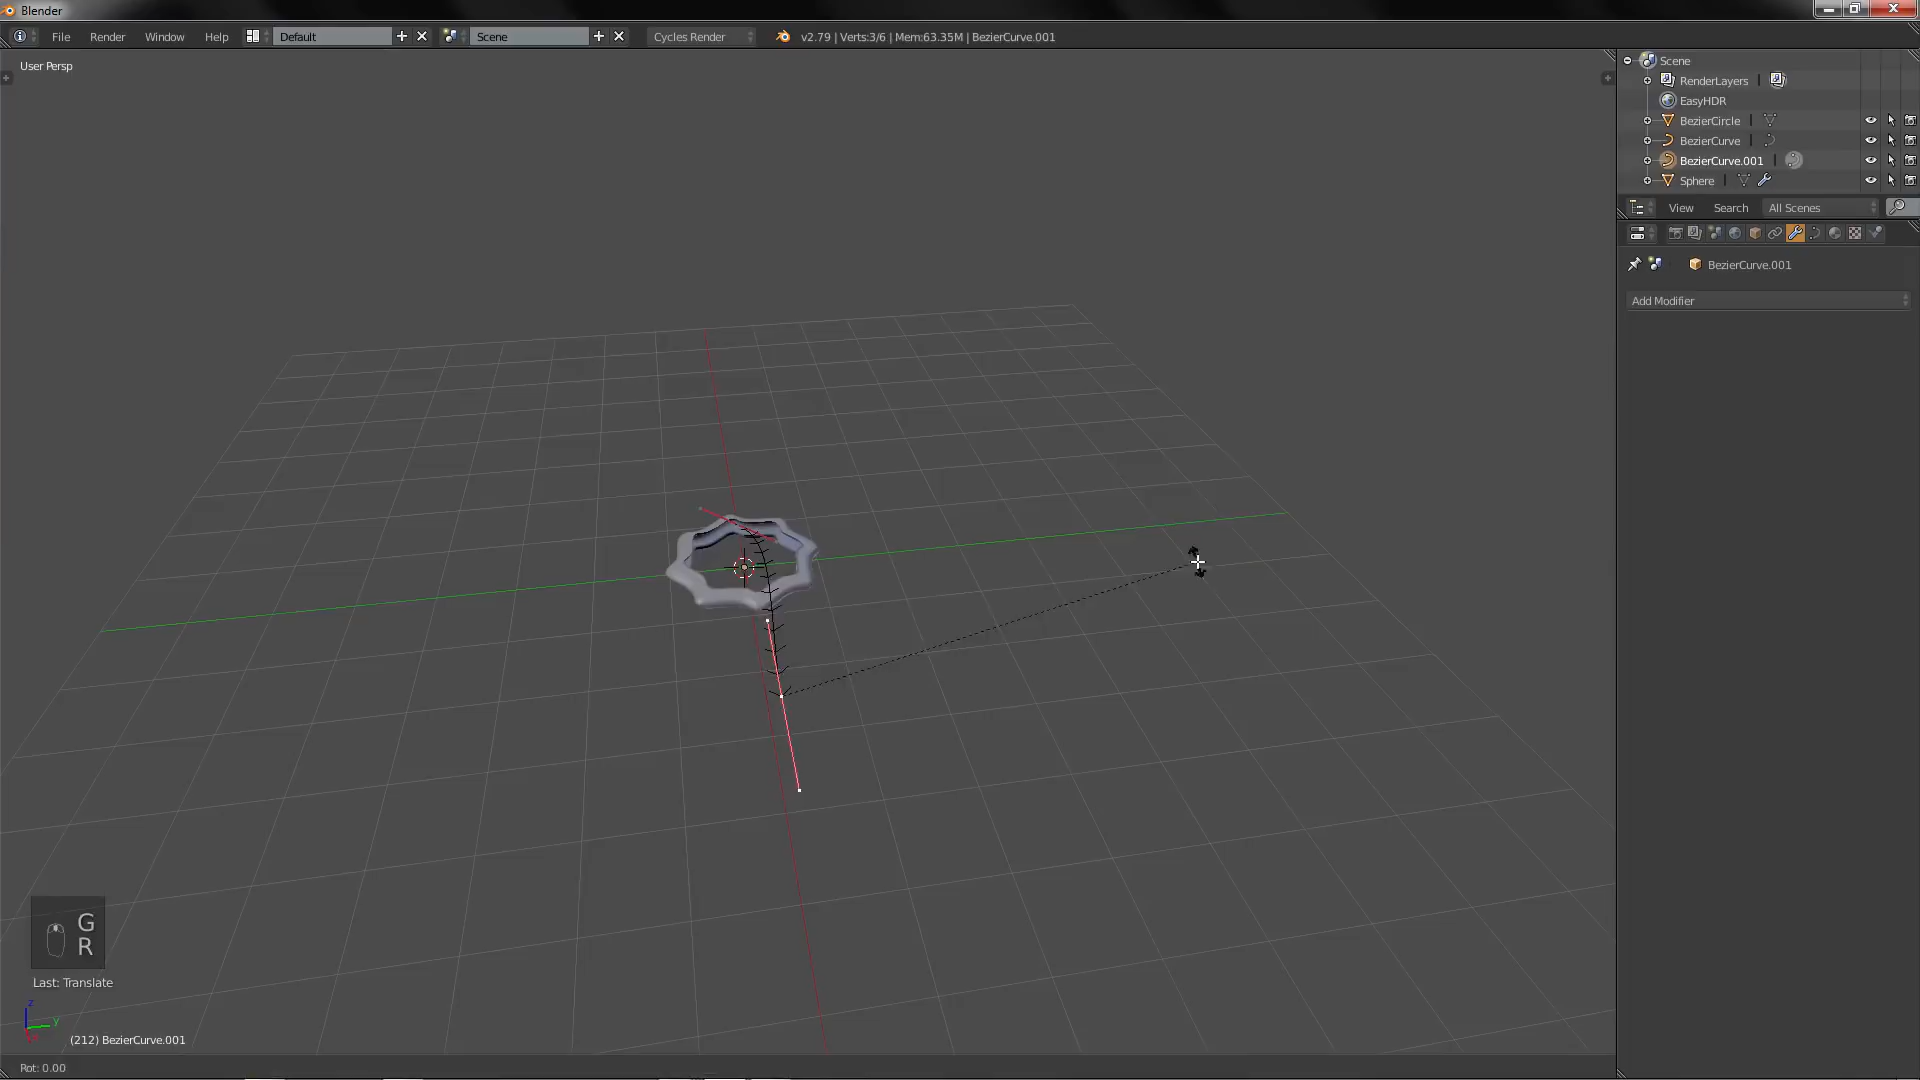 Blender
File Render Window Help Default Scene Cycles Render v2.79 | Verts:3/6 | Mem:63.35M | BezierCurve.001
User Persp
Scene
RenderLayers
EasyHDR
BezierCircle
BezierCurve
BezierCurve.001
Sphere
View Search All Scenes
BezierCurve.001
Add Modifier
G
R
Last: Translate
z
y
(212) BezierCurve.001
Rot: 0.00